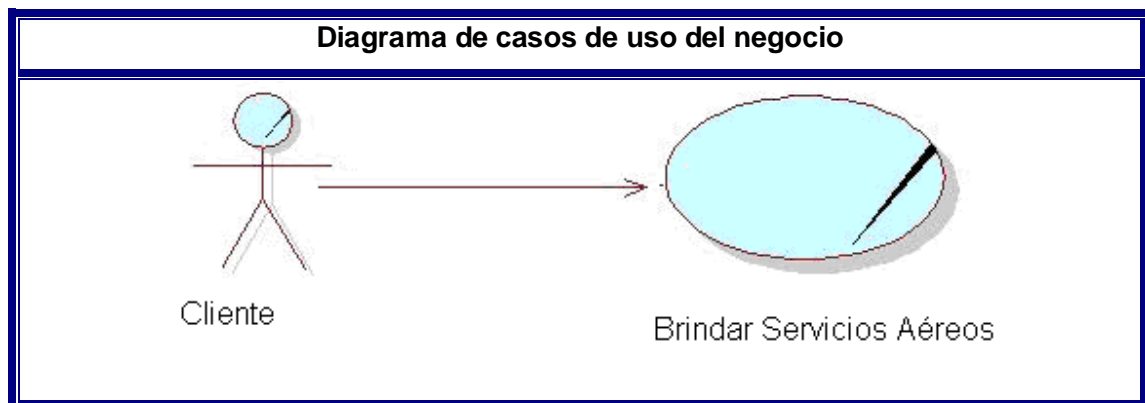 Diagrama de casos de uso del negocio
Cliente
Brindar Servicios Aéreos